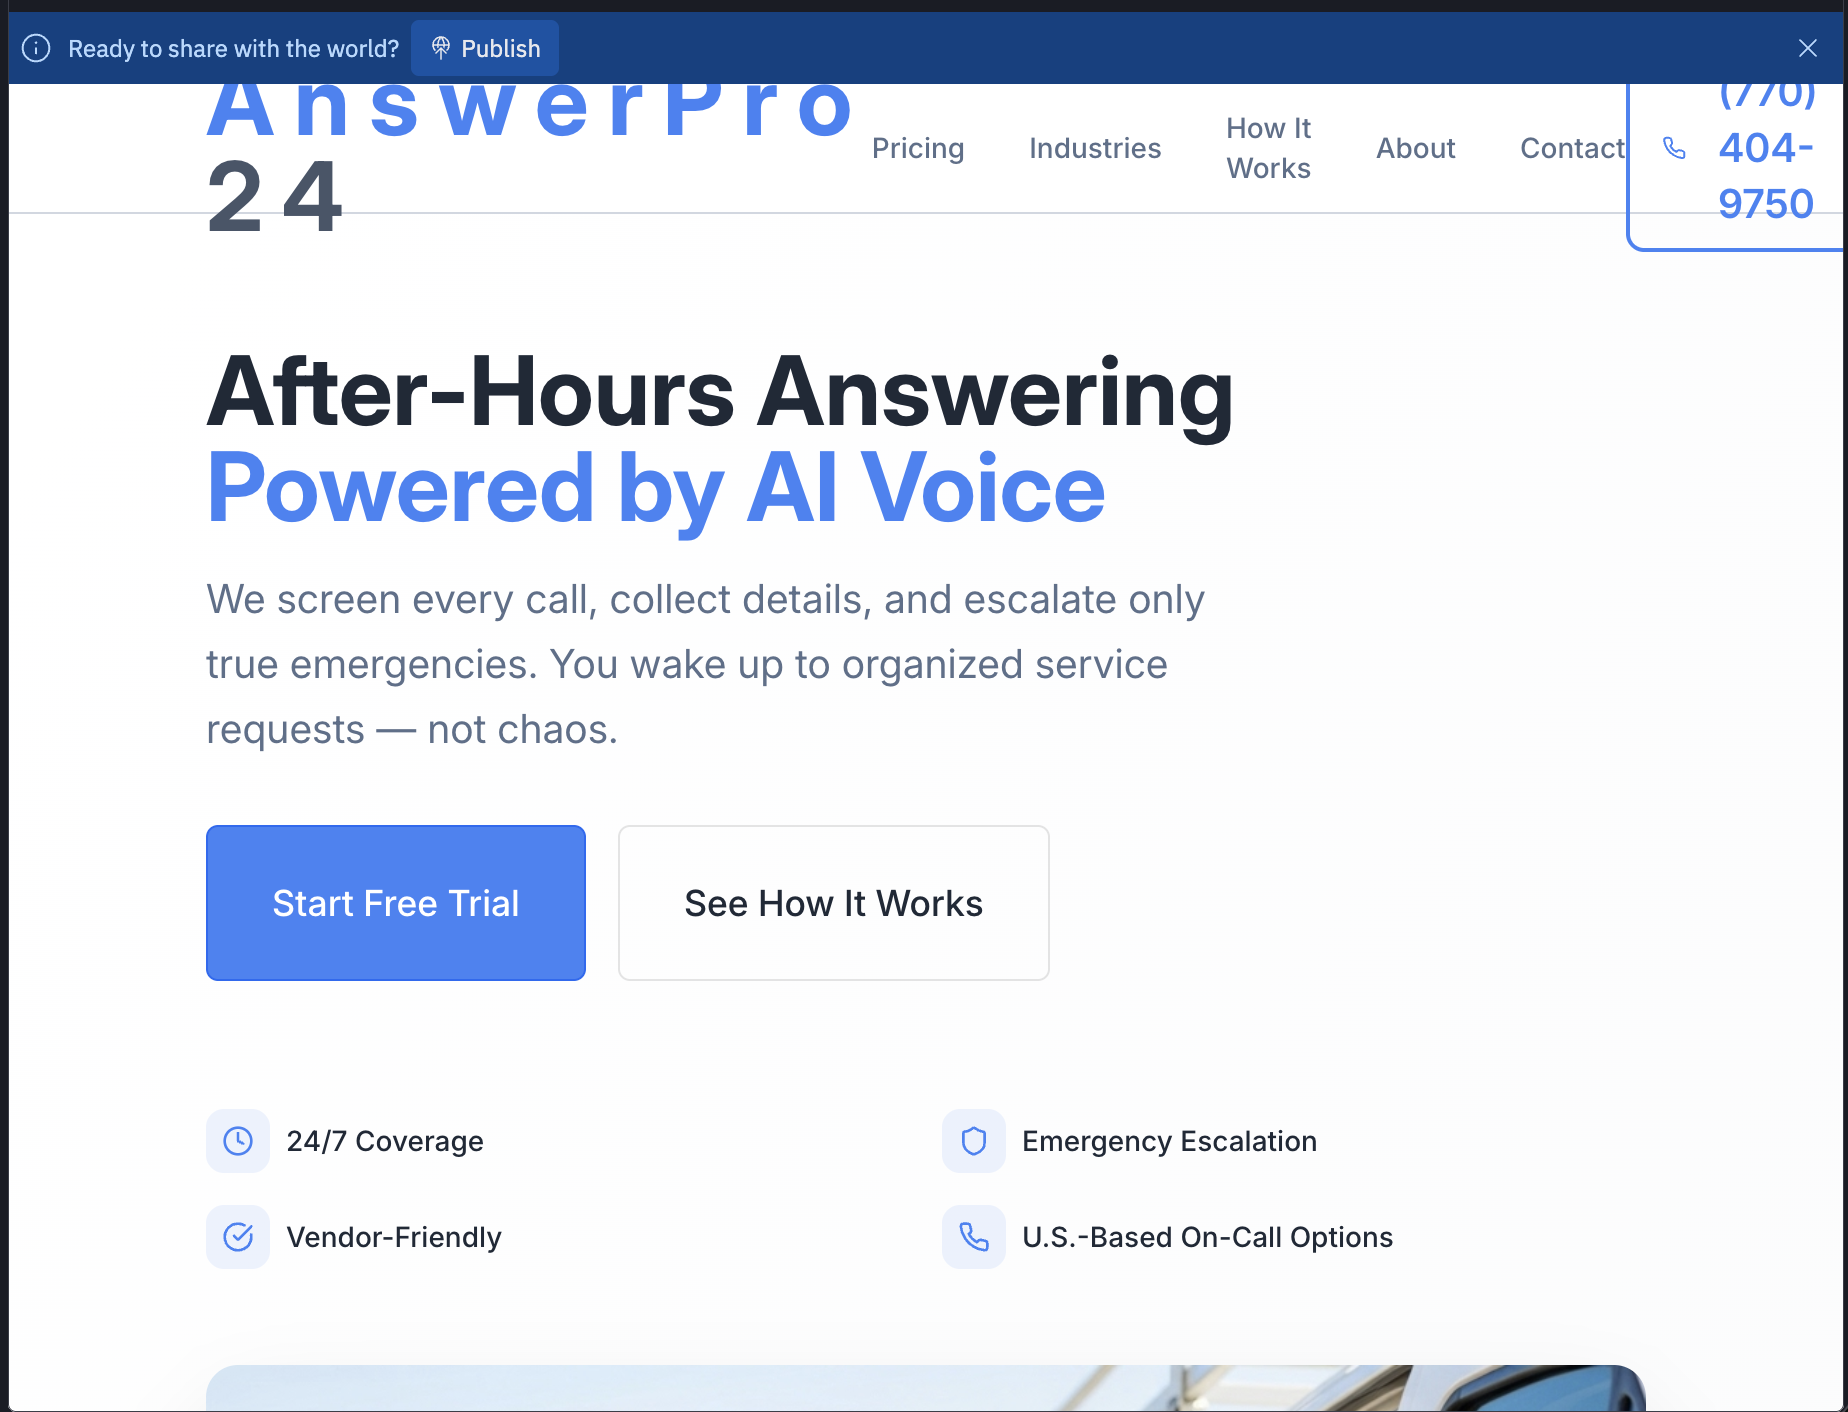 Ready to share with the world? Publish
AnswerPro
24
Pricing
Industries
How It
Works
About
Contact
(770)
404-
9750
After-Hours Answering
Powered by AI Voice
We screen every call, collect details, and escalate only
true emergencies. You wake up to organized service
requests — not chaos.
Start Free Trial
See How It Works
24/7 Coverage
Emergency Escalation
Vendor-Friendly
U.S.-Based On-Call Options